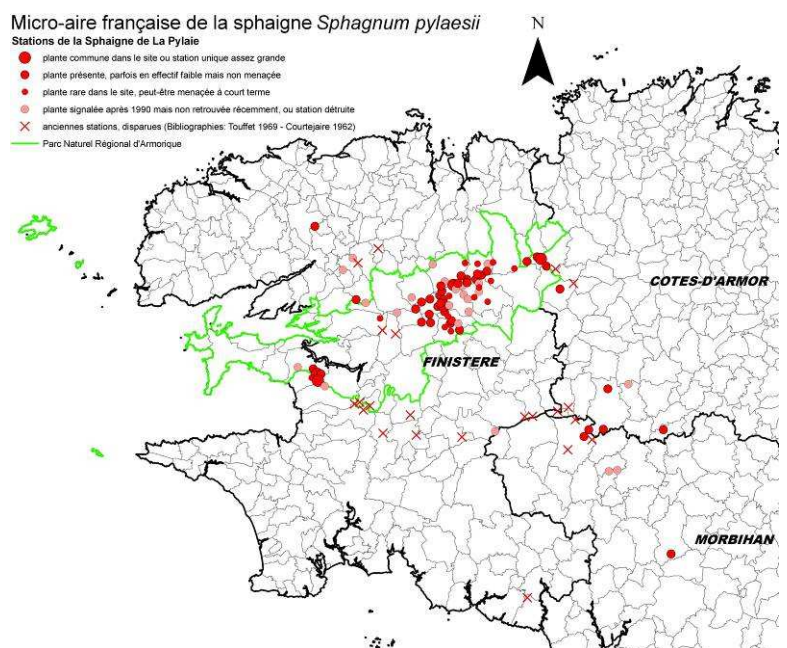 Micro-aire française de la sphaigne Sphagnum pylaesii
Stations de la Sphaigne de La Pylaie
plante commune dans le site ou station unique assez grande
plante présente, parfois en effectif faible mais non menaçée
plante rare dans le site, peut-être menaçée à court terme
plante signalée après 1990 mais non retrouvée récemment, ou station détruite
anciennes stations, disparues (Bibliographies: Touffet 1969 - Courtejaire 1962)
Parc Naturel Régional d'Armorique
N
COTES-D'ARMOR
FINISTERE
MORBIHAN